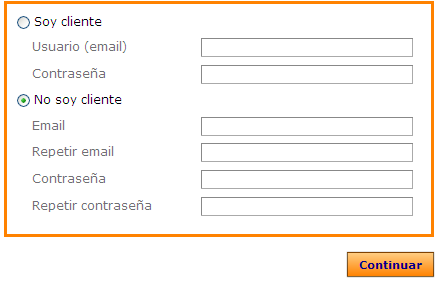 Soy cliente
Usuario (email)
Contraseña
No soy cliente
Email
Repetir email
Contraseña
Repetir contraseña
Continuar